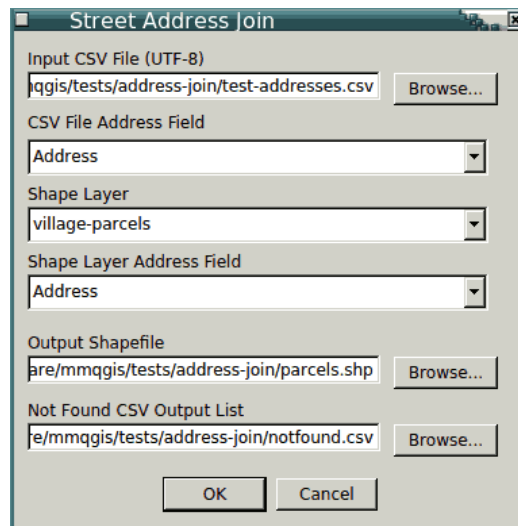 Street Address Join
Input CSV File (UTF-8)
nqgis/tests/address-join/test-addresses.csv
Browse...
CSV File Address Field
Address
Shape Layer
village-parcels
Shape Layer Address Field
Address
Output Shapefile
are/mmqgis/tests/address-join/parcels.shp
Browse...
Not Found CSV Output List
re/mmqgis/tests/address-join/notfound.csv
Browse...
OK
Cancel